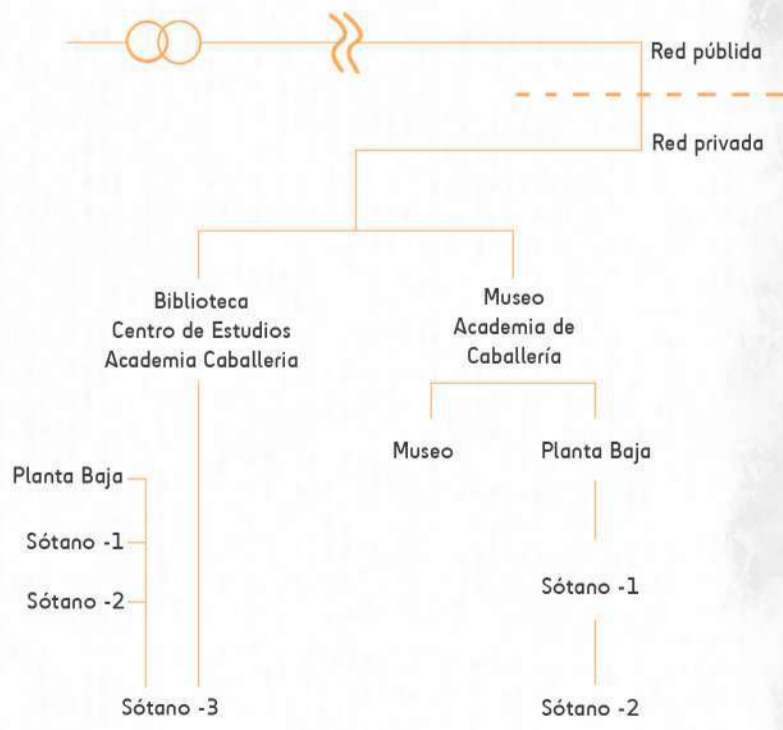 Red públida
Red privada
Biblioteca
Centro de Estudios
Academia Caballeria
Museo
Academia de
Caballería
Museo
Planta Baja
Planta Baja
Sótano -1
Sótano -2
Sótano -3
Sótano -1
Sótano -2